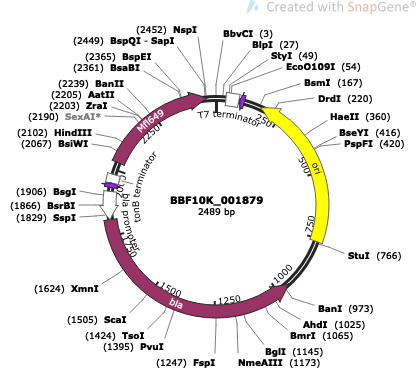 Created with SnapGene®
(2452) NspI
(2449) BspQI - SapI
(2365) BspEI
(2361) BsaBI
(2239) BanII
(2205) AatII
(2203) ZraI
(2190) SexAI*
(2102) HindIII
(2067) BsiWI
(1906) BsgI
(1866) BsrBI
(1829) SspI
(1624) XmnI
(1505) ScaI
(1424) TsoI
(1395) PvuI
(1247) FspI
BbvCI (3)
BlpI (27)
StyI (49)
EcoO109I (54)
BsmI (167)
DrdI (220)
HaeII (360)
BseYI (416)
PspFI (420)
StuI (766)
BanI (973)
AhdI (1025)
BmrI (1065)
BglI (1145)
NmeAIII (1173)
T7 terminator
Mfl649
tonB terminator
bla promoter
bla
ori
250
500
750
1000
1250
1500
1750
2250
BBF10K_001879
2489 bp